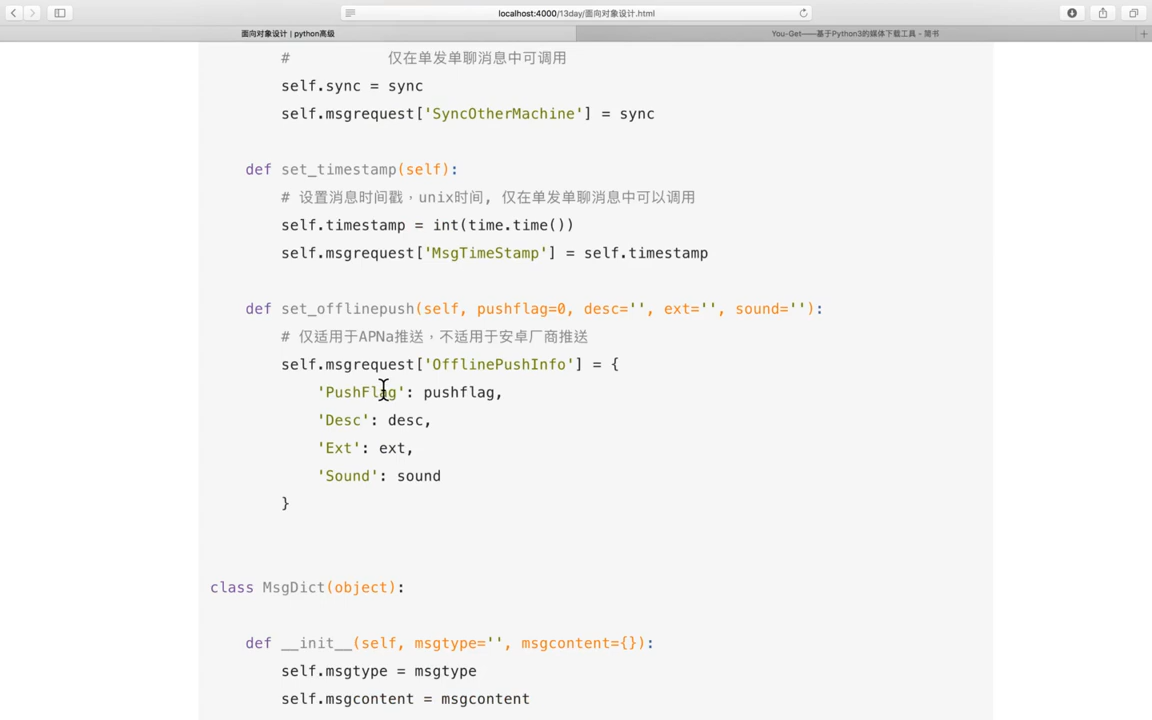 localhost:4000/13day/面向对象设计.html
面向对象设计 | python高级
You-Get——基于Python3的媒体下载工具 - 简书
# 仅在单发单聊消息中可调用
self.sync = sync
self.msgrequest['SyncOtherMachine'] = sync
def set_timestamp(self):
# 设置消息时间戳，unix时间, 仅在单发单聊消息中可以调用
self.timestamp = int(time.time())
self.msgrequest['MsgTimeStamp'] = self.timestamp
def set_offlinepush(self, pushflag=0, desc='', ext='', sound=''):
# 仅适用于APNa推送，不适用于安卓厂商推送
self.msgrequest['OfflinePushInfo'] = {
'PushFlag': pushflag,
'Desc': desc,
'Ext': ext,
'Sound': sound
}
class MsgDict(object):
def __init__(self, msgtype='', msgcontent={}):
self.msgtype = msgtype
self.msgcontent = msgcontent